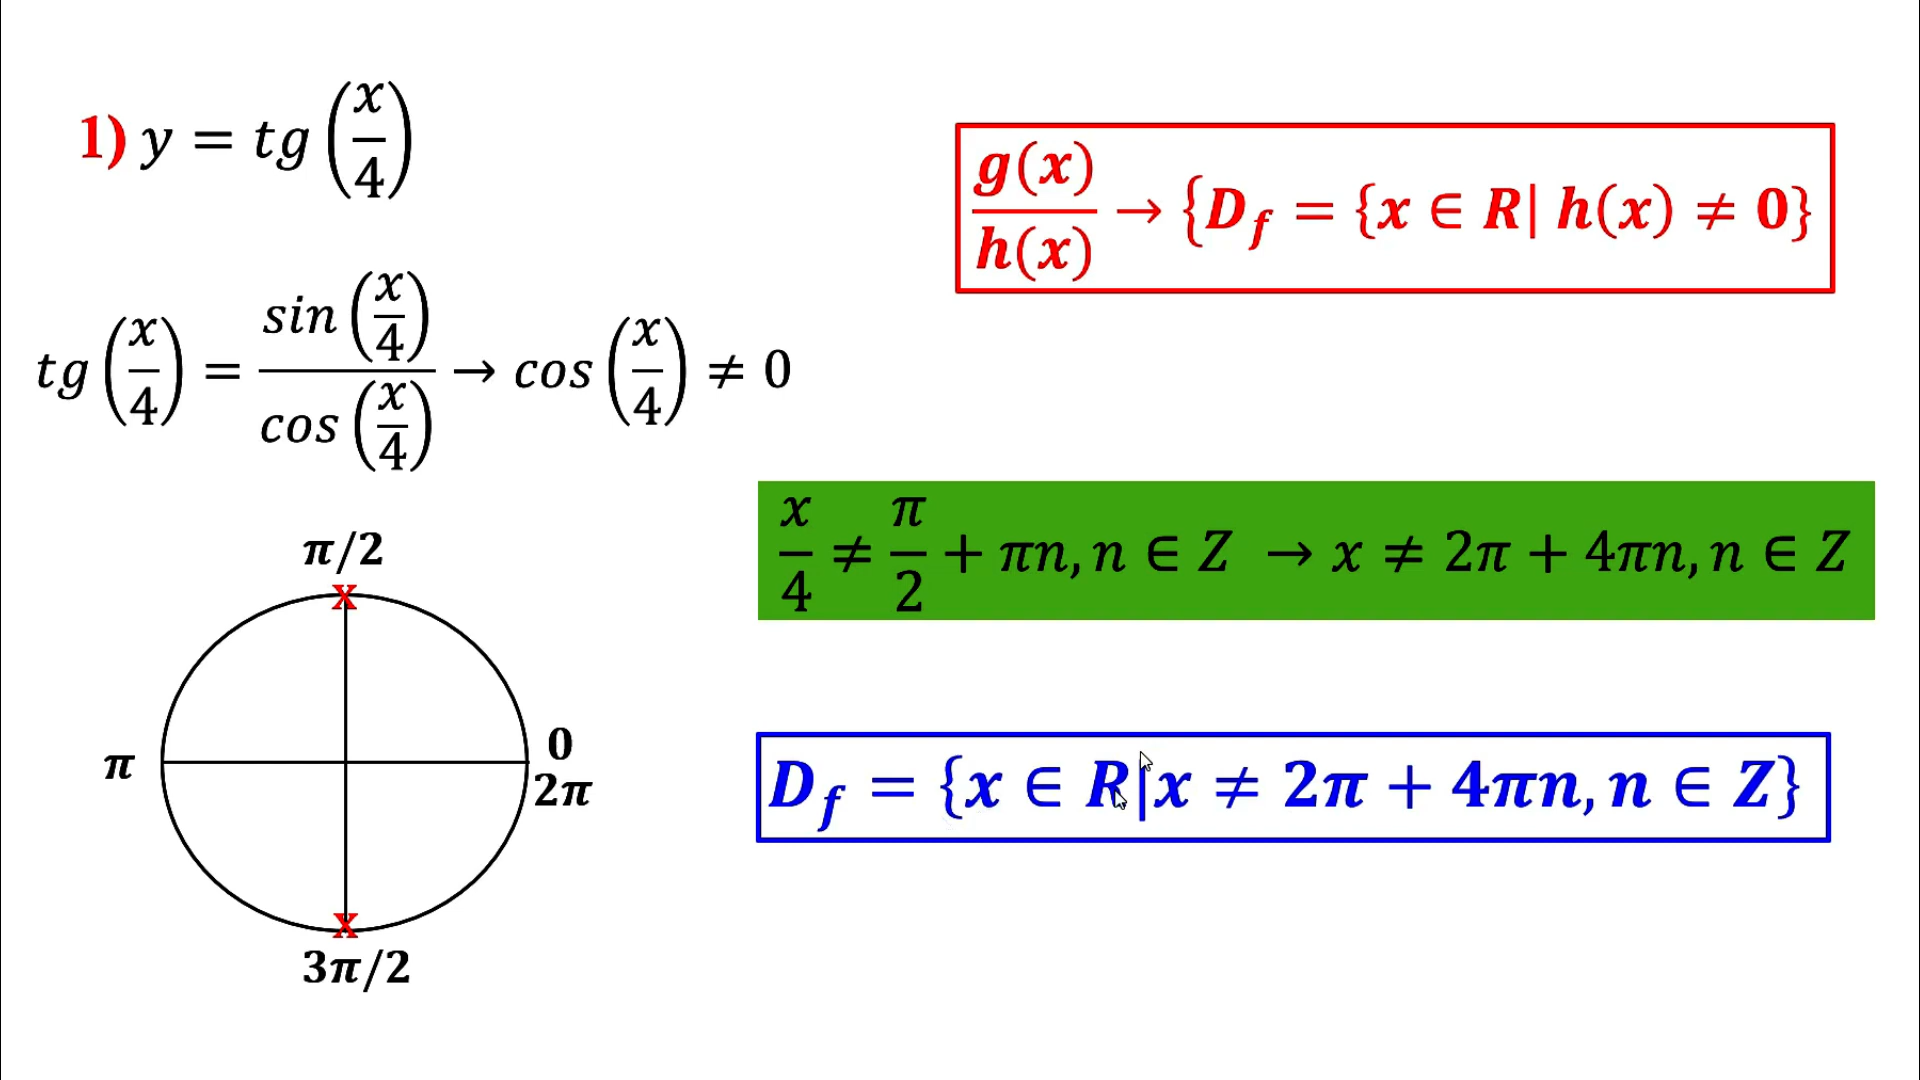 1) y = tg(x/4)
g(x)/h(x) → {D_f = {x ∈ R| h(x) ≠ 0}
tg(x/4) = sin(x/4)/cos(x/4) → cos(x/4) ≠ 0
x/4 ≠ π/2 + πn, n ∈ Z → x ≠ 2π + 4πn, n ∈ Z
π/2
x
π
0
2π
x
3π/2
D_f = {x ∈ R|x ≠ 2π + 4πn, n ∈ Z}